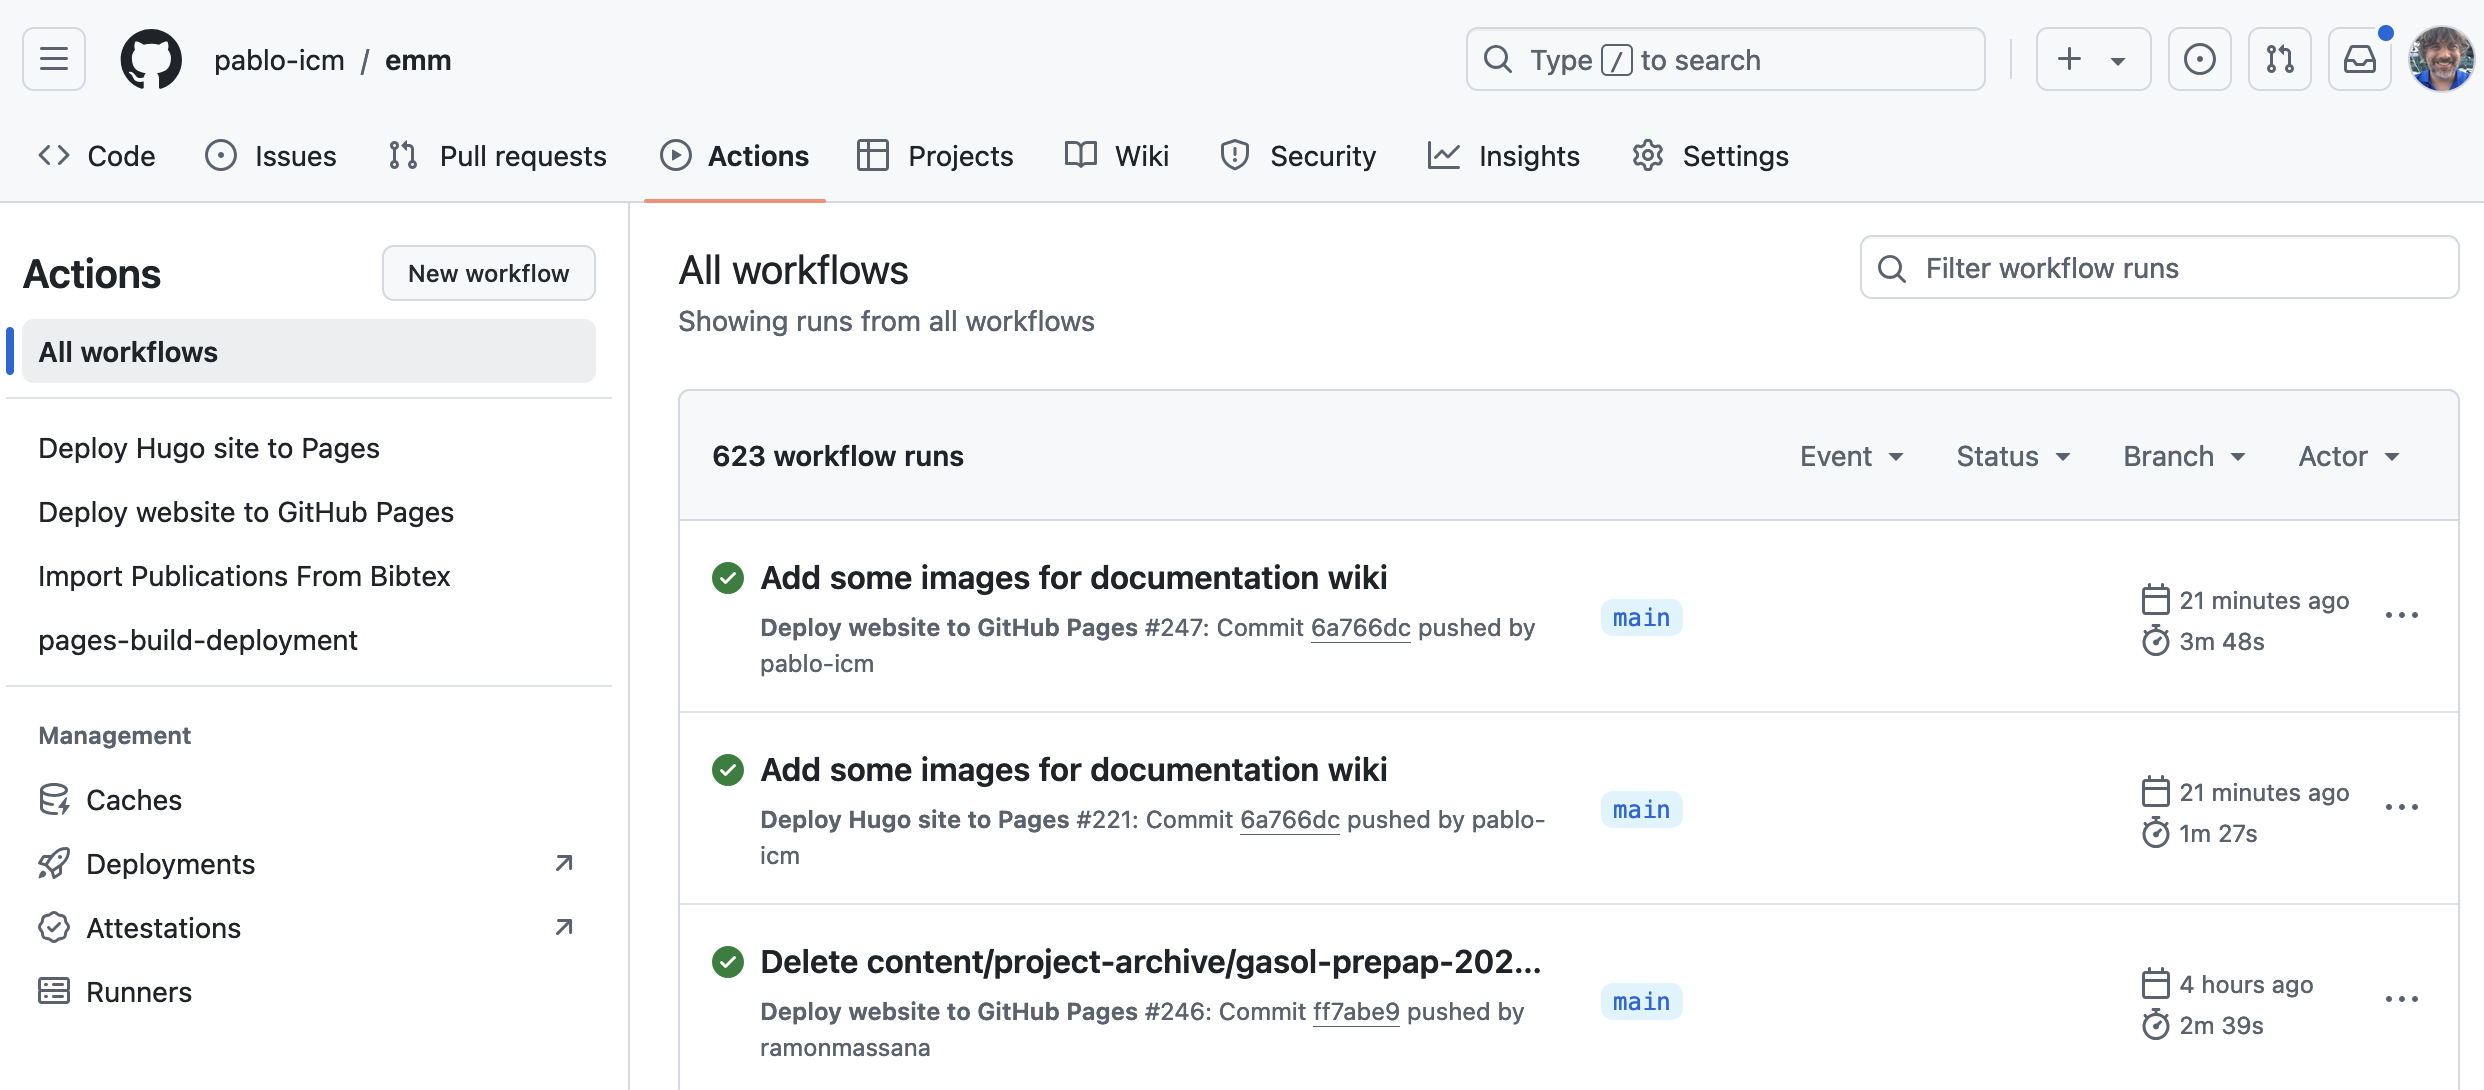 pablo-icm / emm
Type / to search
Code
Issues
Pull requests
Actions
Projects
Wiki
Security
Insights
Settings
Actions
New workflow
All workflows
Deploy Hugo site to Pages
Deploy website to GitHub Pages
Import Publications From Bibtex
pages-build-deployment
Management
Caches
Deployments
Attestations
Runners
All workflows
Showing runs from all workflows
Filter workflow runs
623 workflow runs
Event
Status
Branch
Actor
Add some images for documentation wiki
Deploy website to GitHub Pages #247: Commit 6a766dc pushed by
pablo-icm
main
21 minutes ago
3m 48s
Add some images for documentation wiki
Deploy Hugo site to Pages #221: Commit 6a766dc pushed by pablo-
icm
main
21 minutes ago
1m 27s
Delete content/project-archive/gasol-prepap-202...
Deploy website to GitHub Pages #246: Commit ff7abe9 pushed by
ramonmassana
main
4 hours ago
2m 39s